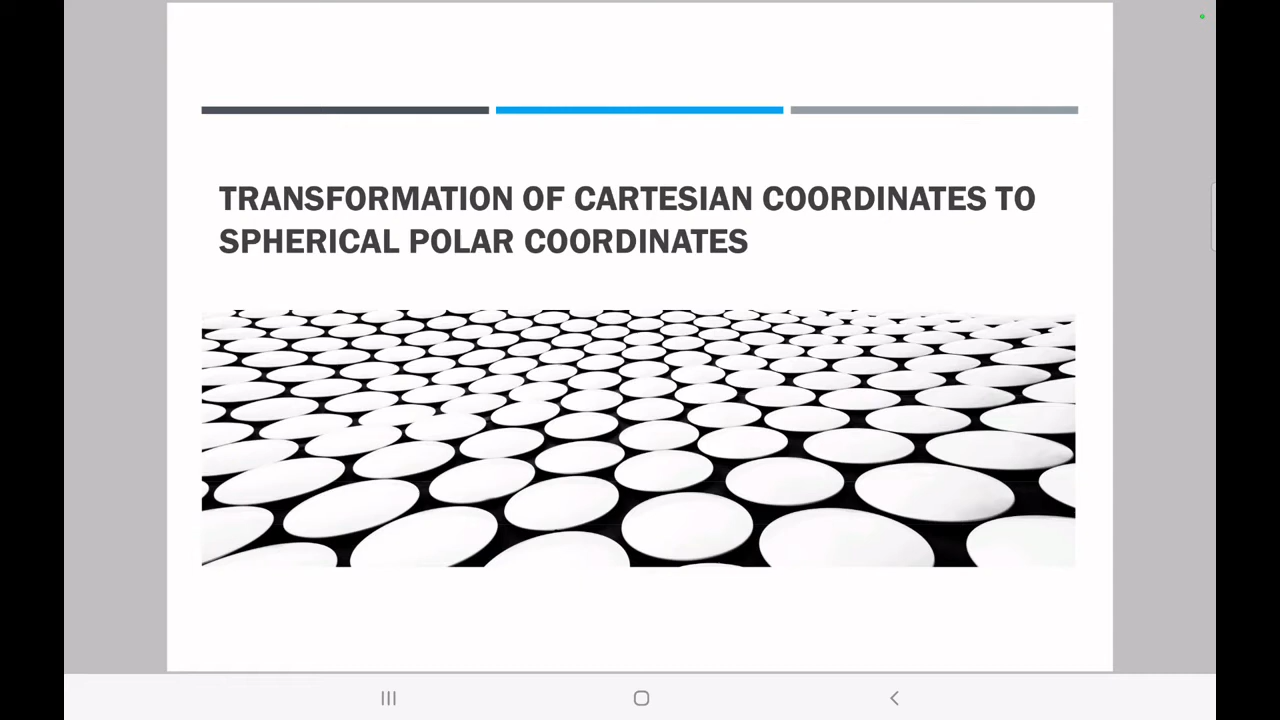 TRANSFORMATION OF CARTESIAN COORDINATES TO
SPHERICAL POLAR COORDINATES